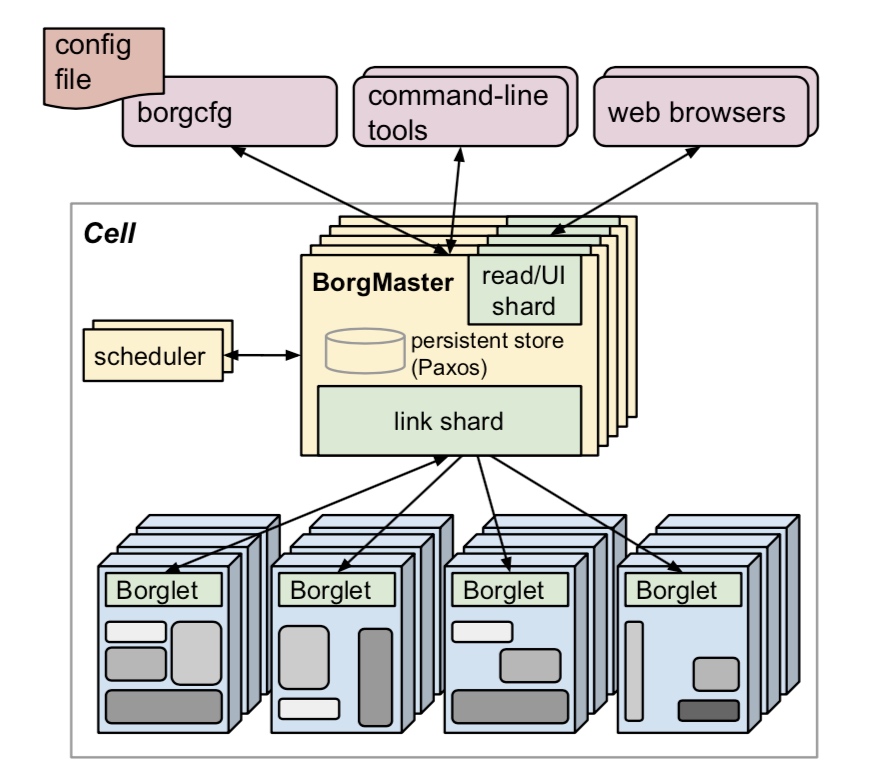 config
file
borgcfg
command-line
tools
web browsers
Cell
BorgMaster
read/UI
shard
scheduler
persistent store
(Paxos)
link shard
Borglet
Borglet
Borglet
Borglet